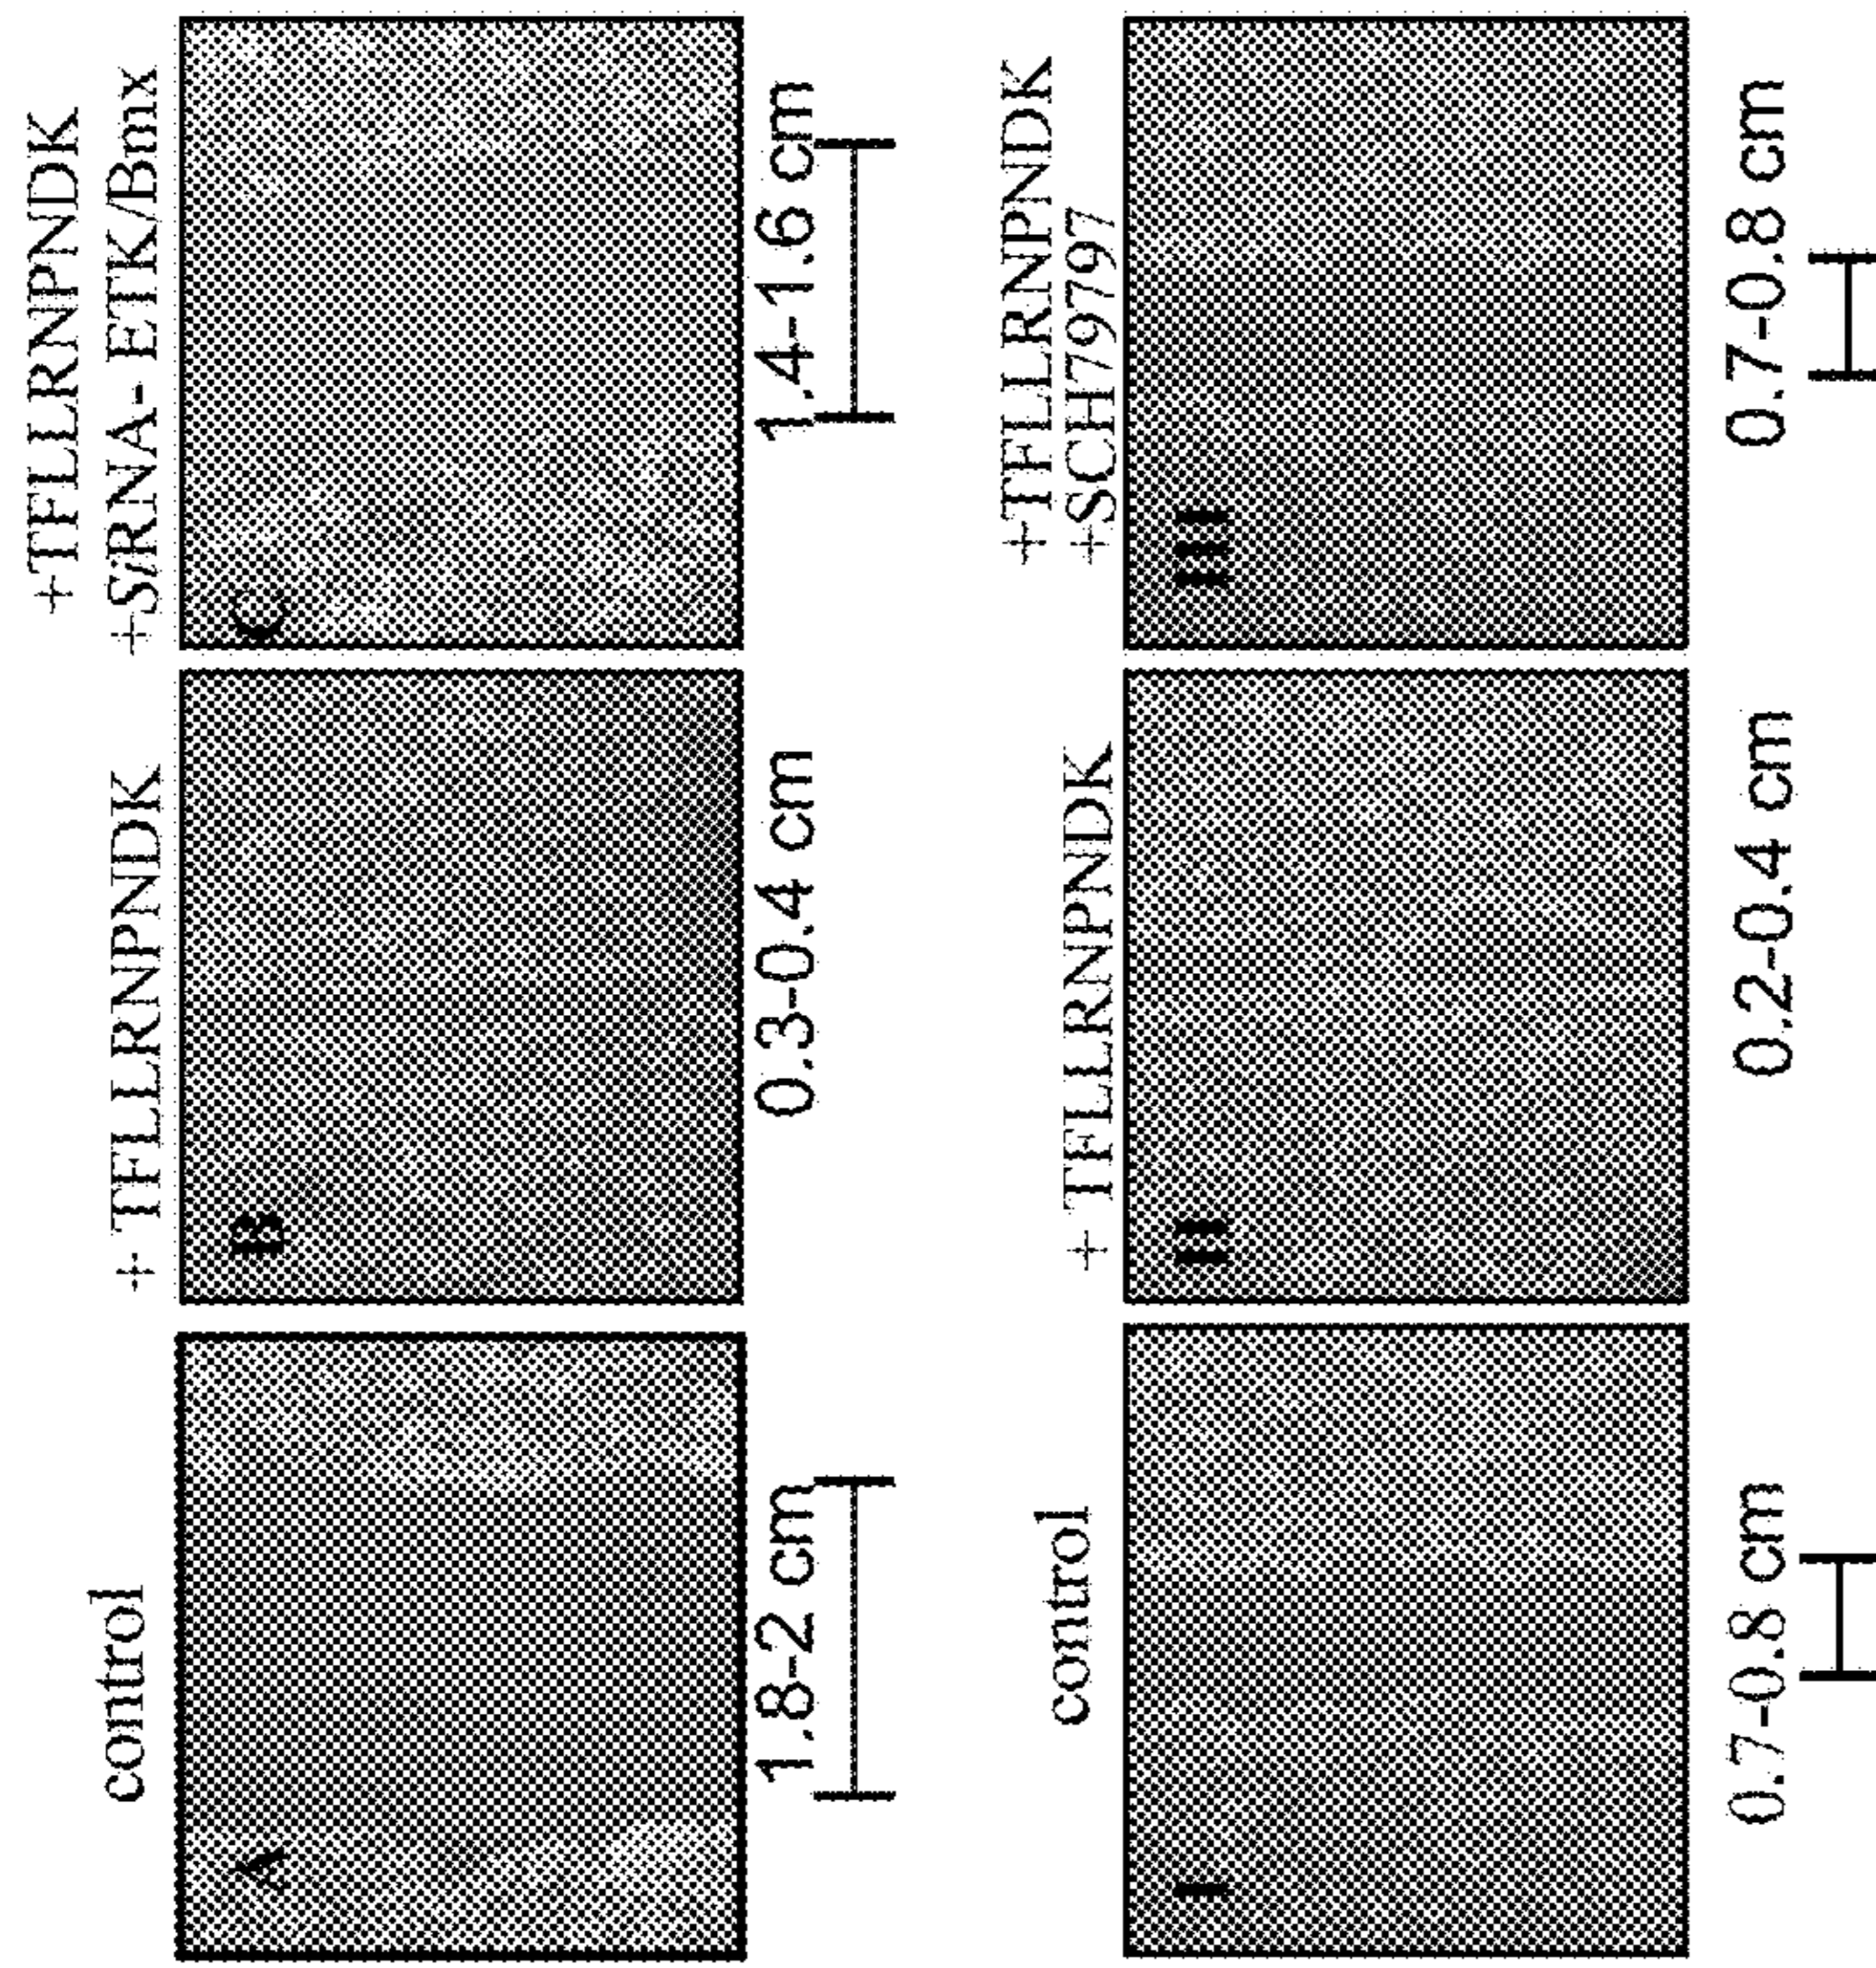 control
+ TFLLRNPNDK
+TFLLRNPNDK
+SiRNA- ETK/Bmx
A
B
C
1.8-2 cm
0.3-0.4 cm
1.4-1.6 cm
control
+ TFLLRNPNDK
+TFLLRNPNDK
+SCH79797
I
II
III
0.7-0.8 cm
0.2-0.4 cm
0.7-0.8 cm